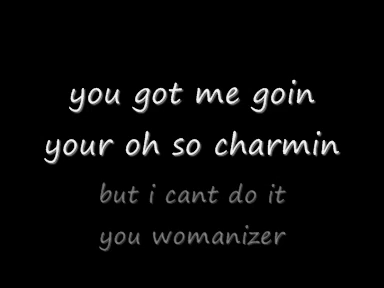 you got me goin
your oh so charmin
but i cant do it
you womanizer